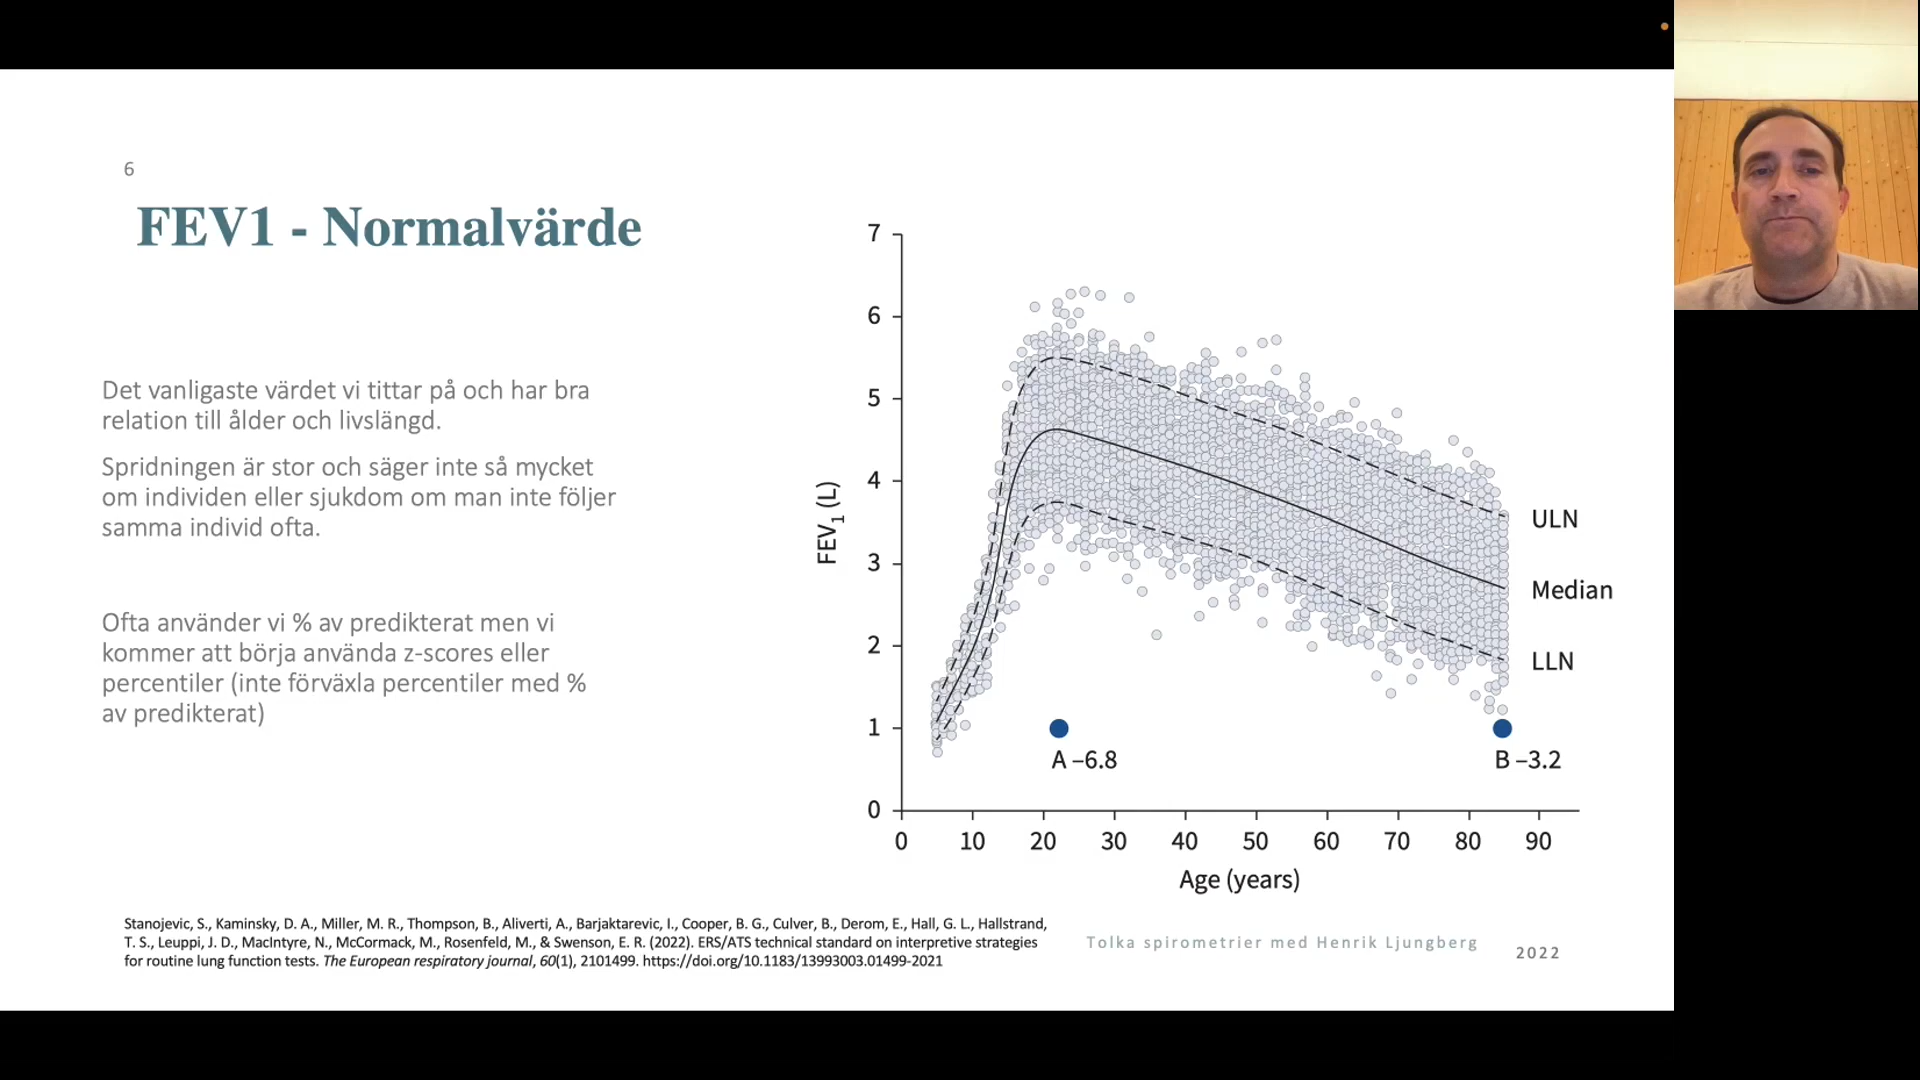 6
FEV1 - Normalvärde
Det vanligaste värdet vi tittar på och har bra
relation till ålder och livslängd.
Spridningen är stor och säger inte så mycket
om individen eller sjukdom om man inte följer
samma individ ofta.
Ofta använder vi % av predikterat men vi
kommer att börja använda z-scores eller
percentiler (inte förväxla percentiler med %
av predikterat)
7
6
5
4
3
2
1
0
FEV1 (L)
ULN
Median
LLN
A –6.8
B –3.2
0 10 20 30 40 50 60 70 80 90
Age (years)
Stanojevic, S., Kaminsky, D. A., Miller, M. R., Thompson, B., Aliverti, A., Barjaktarevic, I., Cooper, B. G., Culver, B., Derom, E., Hall, G. L., Hallstrand,
T. S., Leuppi, J. D., MacIntyre, N., McCormack, M., Rosenfeld, M., & Swenson, E. R. (2022). ERS/ATS technical standard on interpretive strategies
for routine lung function tests. The European respiratory journal, 60(1), 2101499. https://doi.org/10.1183/13993003.01499-2021
Tolka spirometrier med Henrik Ljungberg
2022